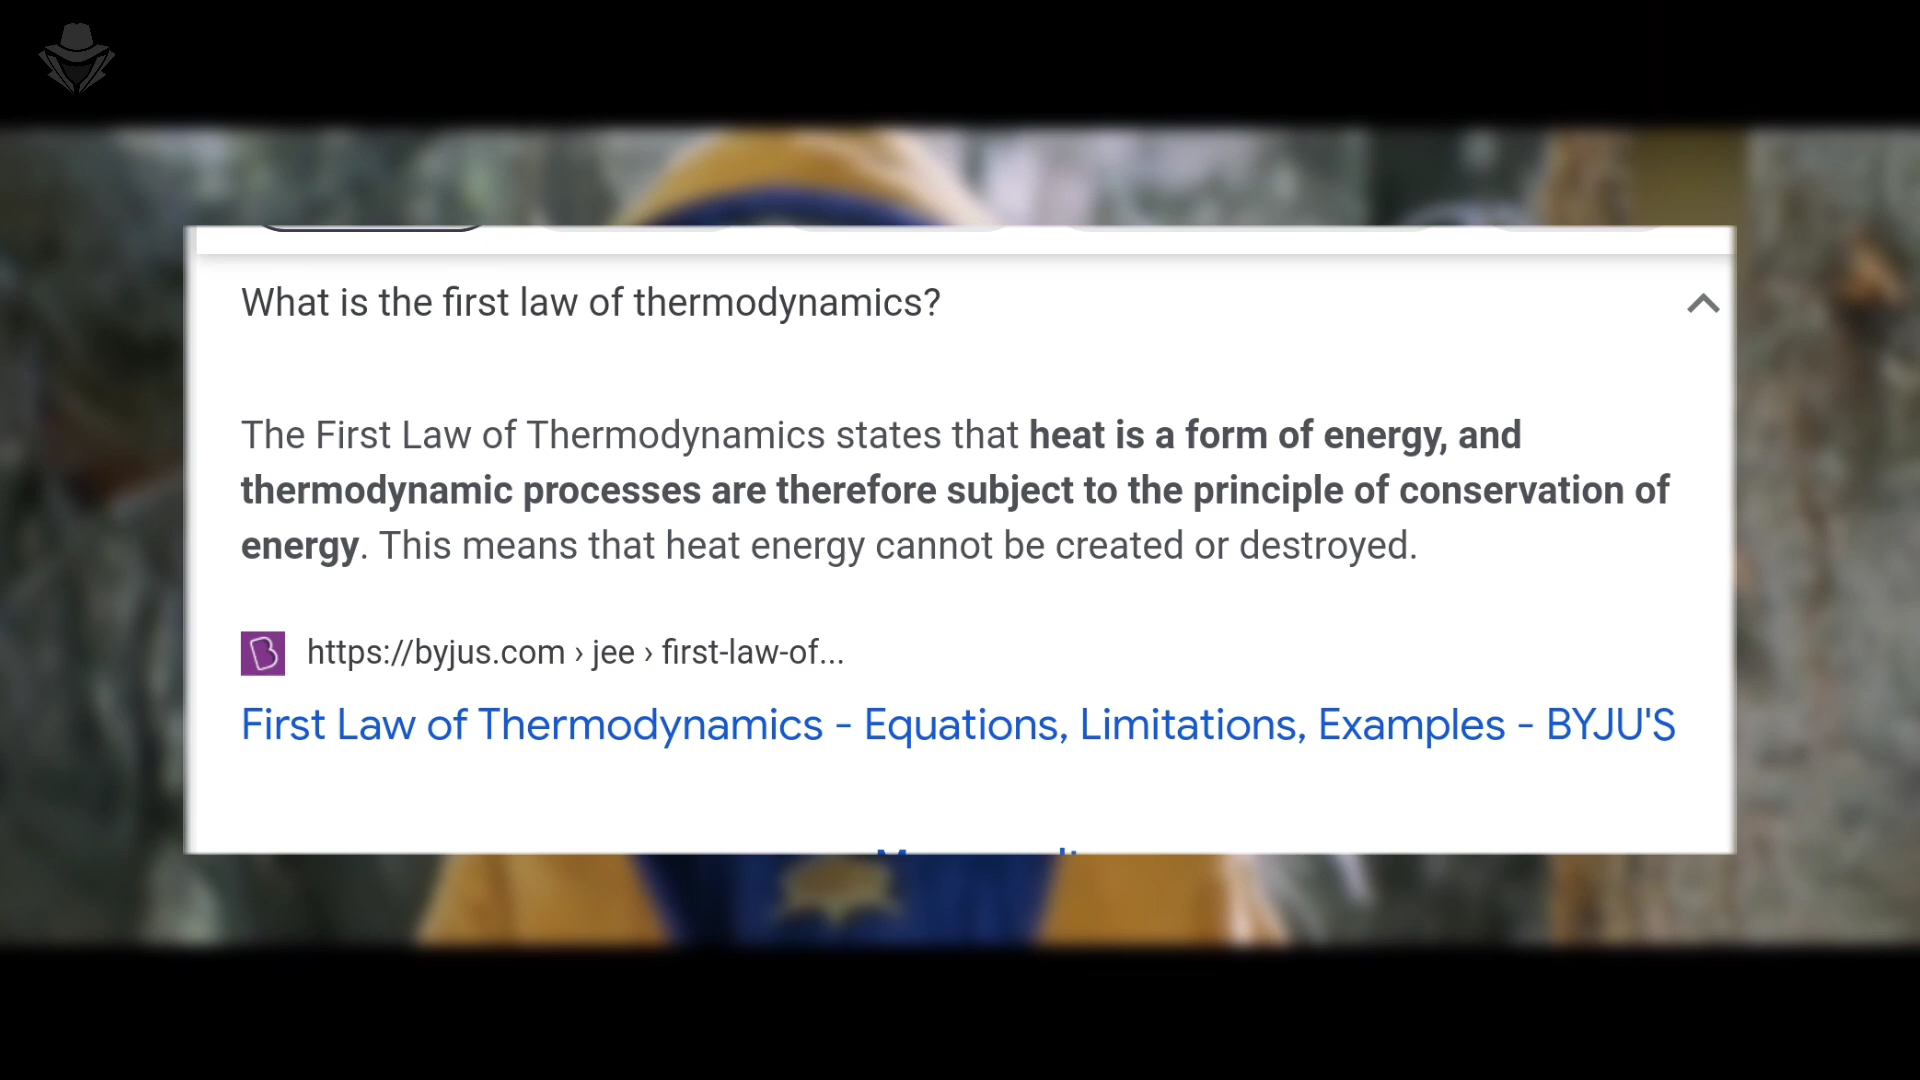 What is the first law of thermodynamics?
The First Law of Thermodynamics states that heat is a form of energy, and
thermodynamic processes are therefore subject to the principle of conservation of
energy. This means that heat energy cannot be created or destroyed.
https://byjus.com › jee › first-law-of...
First Law of Thermodynamics - Equations, Limitations, Examples - BYJU'S